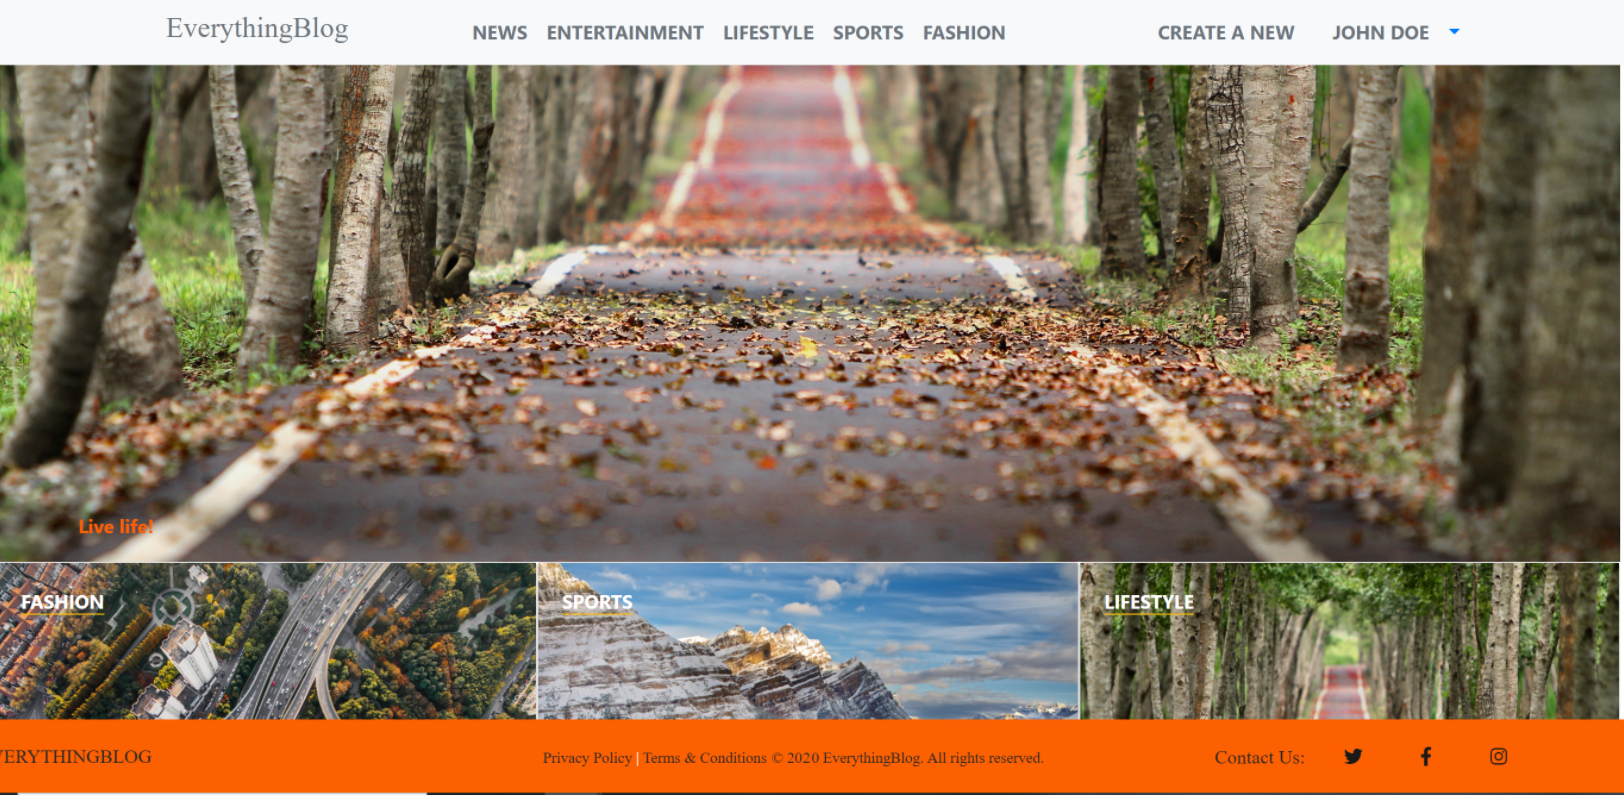 EverythingBlog NEWS ENTERTAINMENT LIFESTYLE SPORTS FASHION CREATE A NEW JOHN DOE
Live life!
FASHION SPORTS LIFESTYLE
VERYTHINGBLOG Privacy Policy | Terms & Conditions © 2020 EverythingBlog. All rights reserved. Contact Us: